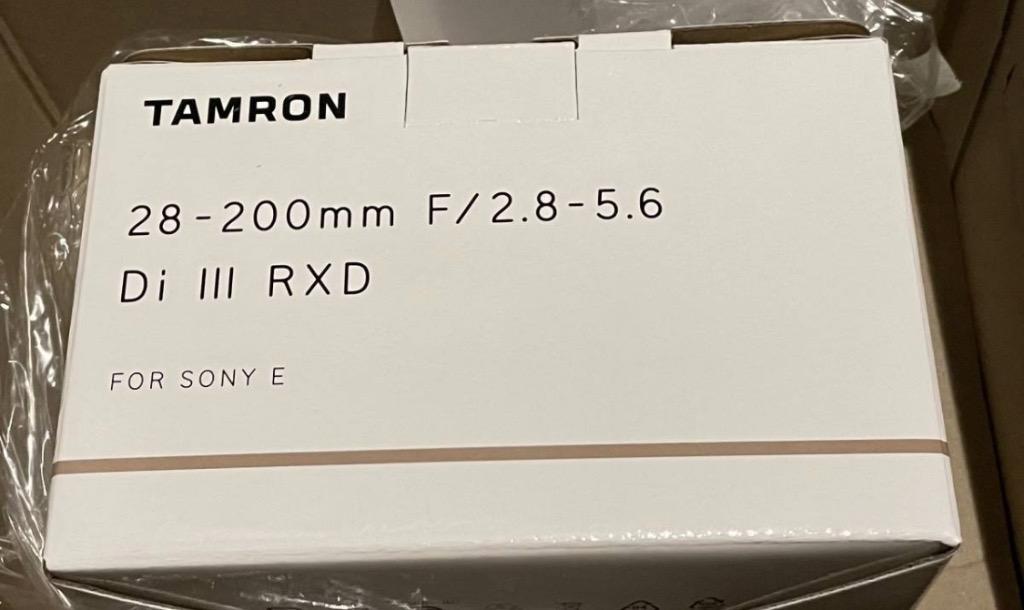 TAMRON
28-200mm F/2.8-5.6
Di III RXD
FOR SONY E